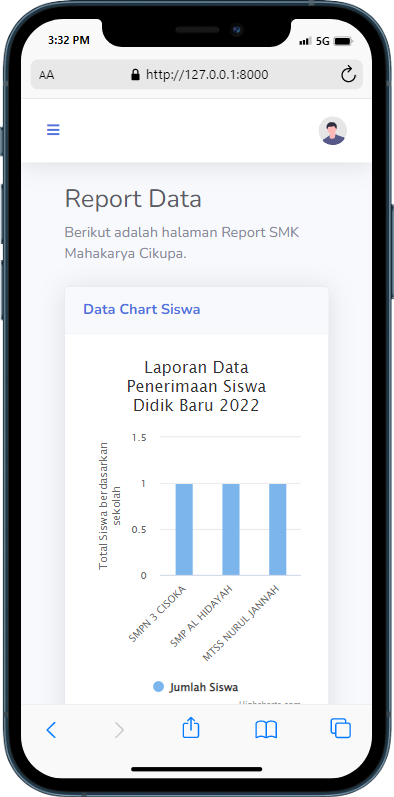 3:32 PM
5G
AA
http://127.0.0.1:8000
Report Data
Berikut adalah halaman Report SMK
Mahakarya Cikupa.
Data Chart Siswa
Laporan Data
Penerimaan Siswa
Didik Baru 2022
Total Siswa berdasarkan
sekolah
1.5
1
0.5
0
SMPN 3 CISOKA
SMP AL HIDAYAH
MTSS NURUL JANNAH
Jumlah Siswa
Highcharts.com